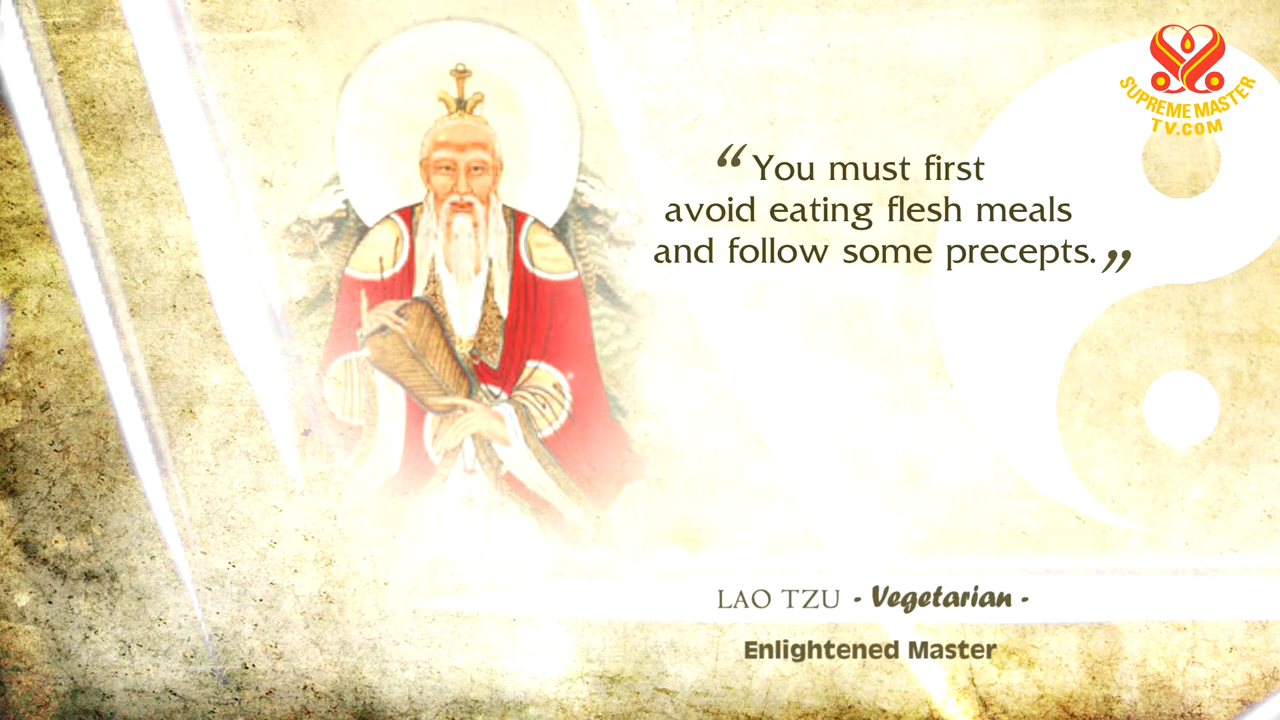 SUPREME MASTER
TV.COM
“You must first
avoid eating flesh meals
and follow some precepts.”
LAO TZU - Vegetarian -
Enlightened Master